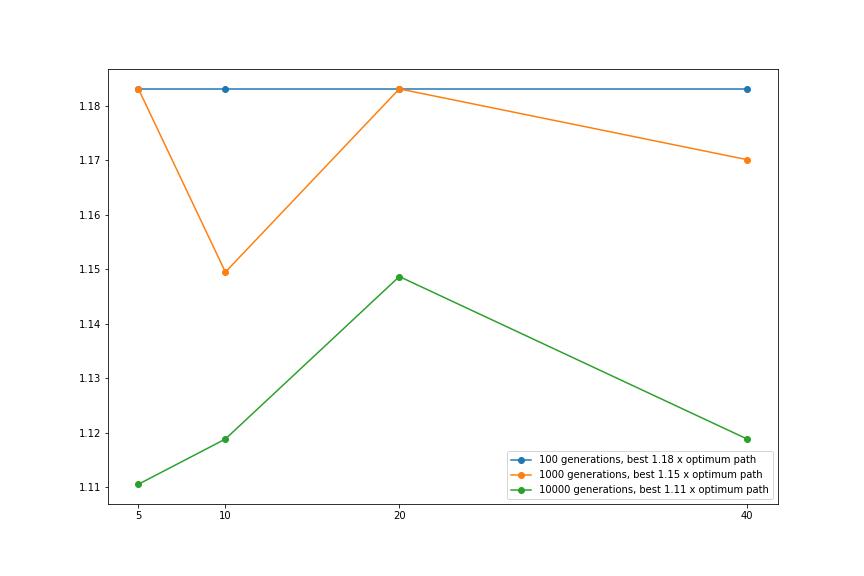 1.18
1.17
1.16
1.15
1.14
1.13
1.12
1.11
5 10 20 40
100 generations, best 1.18 x optimum path
1000 generations, best 1.15 x optimum path
10000 generations, best 1.11 x optimum path